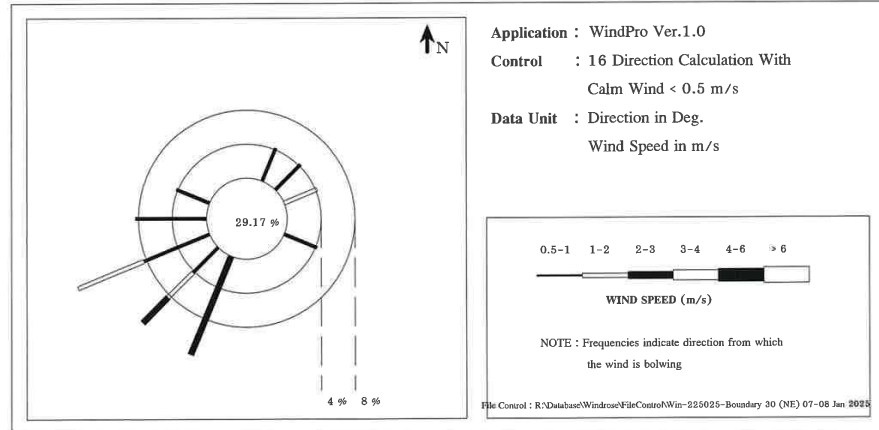 N
29.17 %
4 %
8 %
Application : WindPro Ver.1.0
Control : 16 Direction Calculation With
Calm Wind < 0.5 m/s
Data Unit : Direction in Deg.
Wind Speed in m/s
0.5-1 1-2 2-3 3-4 4-6 > 6
WIND SPEED (m/s)
NOTE : Frequencies indicate direction from which
the wind is bolwing
File Control : R:\Database\Windrose\FileControl\Win-225025-Boundary 30 (NE) 07-08 Jan 2025